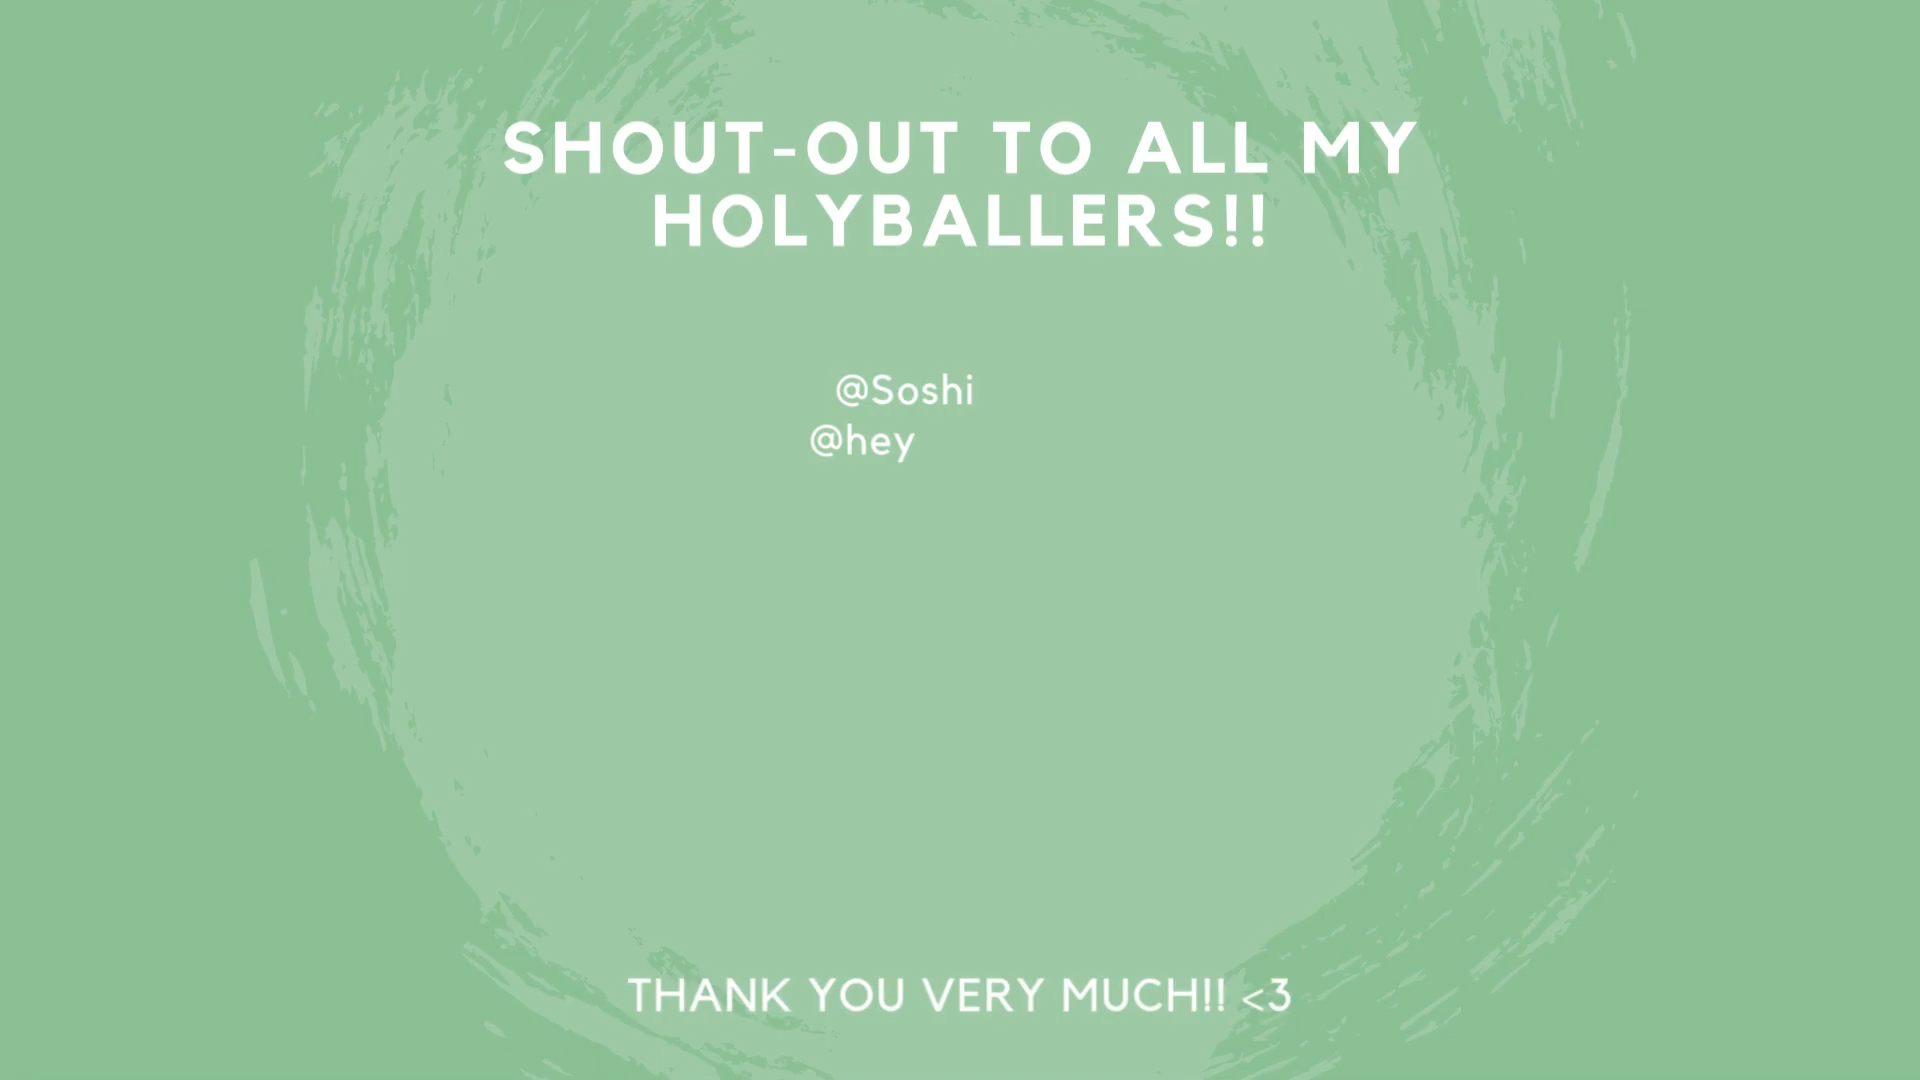 SHOUT-OUT TO ALL MY
HOLYBALLERS!!
@Soshi
@hey
THANK YOU VERY MUCH!! <3